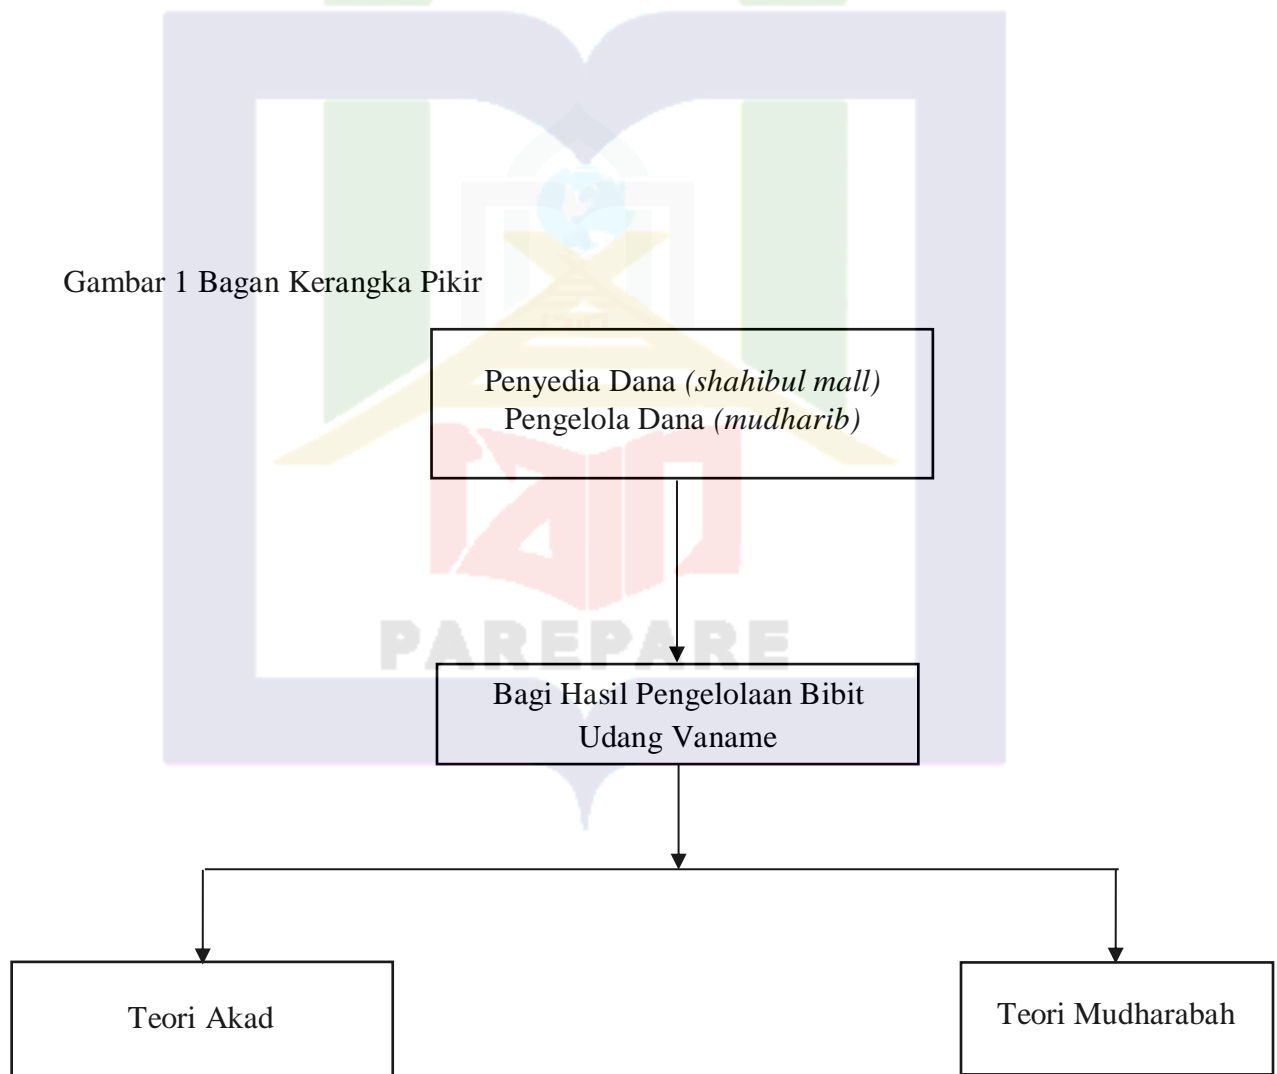 Gambar 1 Bagan Kerangka Pikir
Penyedia Dana (shahibul mall)
Pengelola Dana (mudharib)
PAREPARE
Bagi Hasil Pengelolaan Bibit
Udang Vaname
Teori Akad
Teori Mudharabah